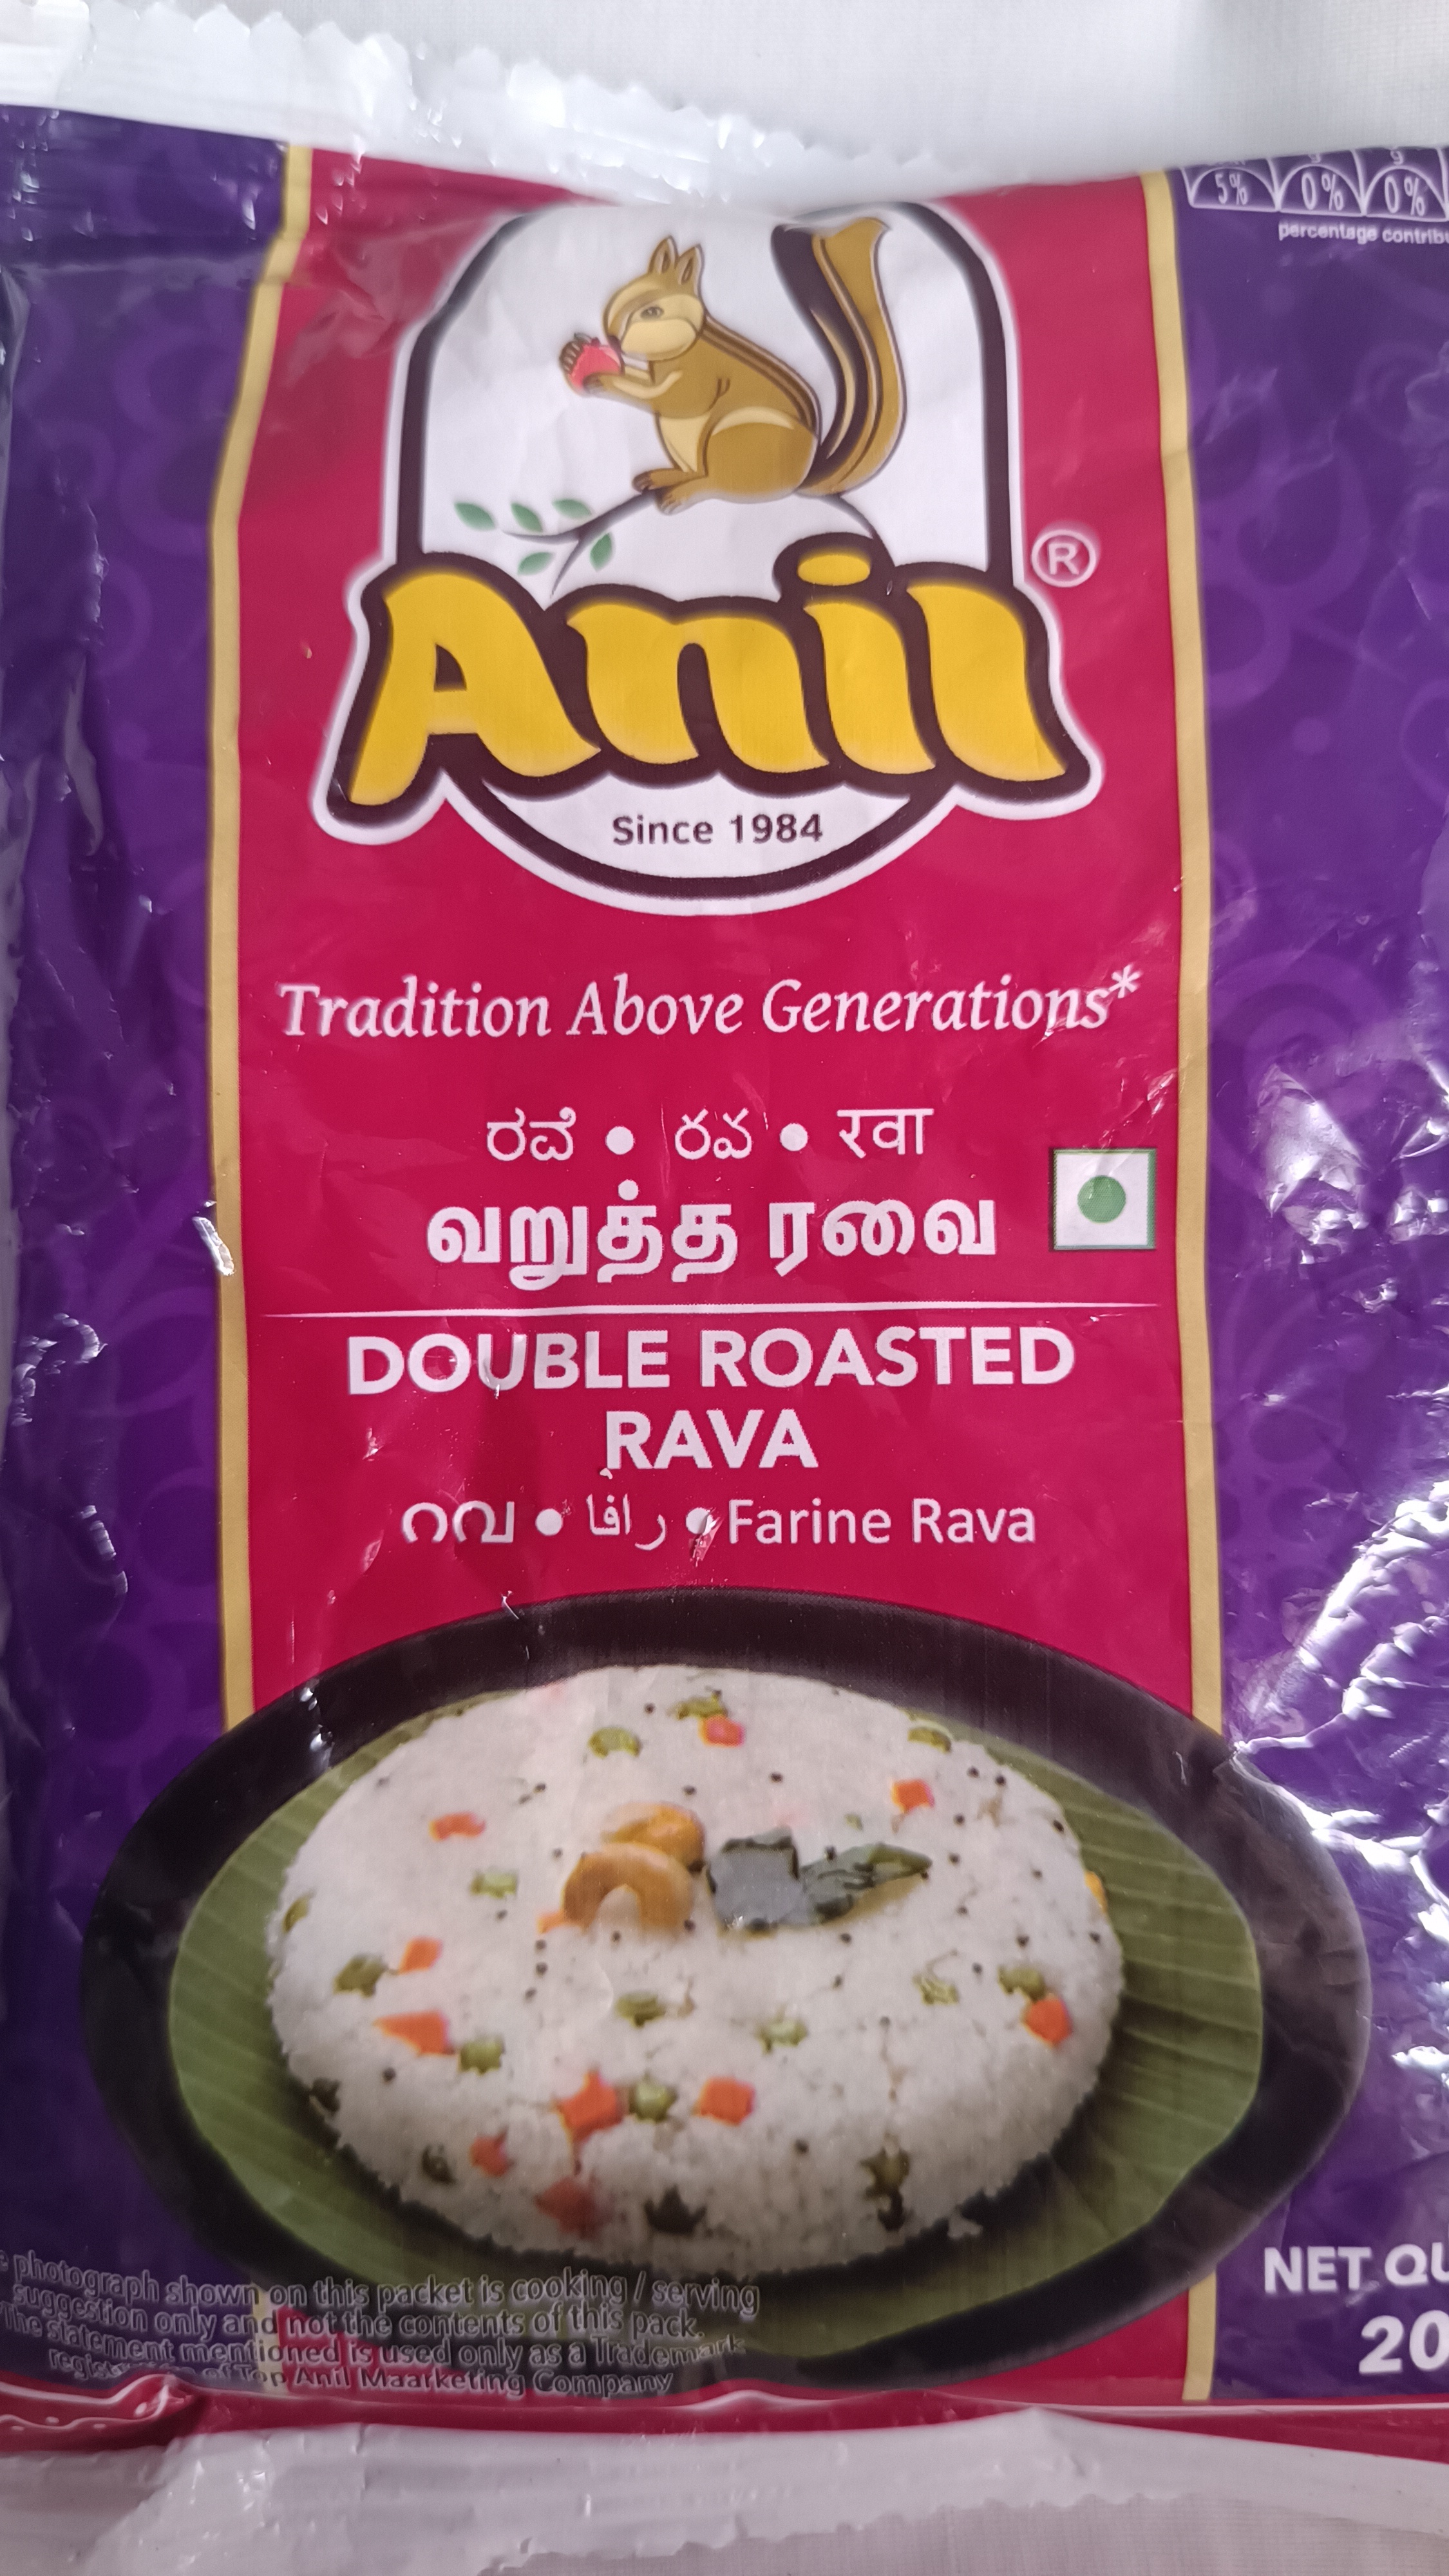 g g
5% 0% 0%
percentage contrib
Anil ®
Since 1984
Tradition Above Generations*
ರವೆ • రవ • रवा
வறுத்த ரவை
DOUBLE ROASTED
RAVA
റവ • رافا • Farine Rava
photograph shown on this packet is cooking / serving
suggestion only and not the contents of this pack.
The statement mentioned is used only as a Trademark
of Top Anil Maarketing Company
NET QU
20